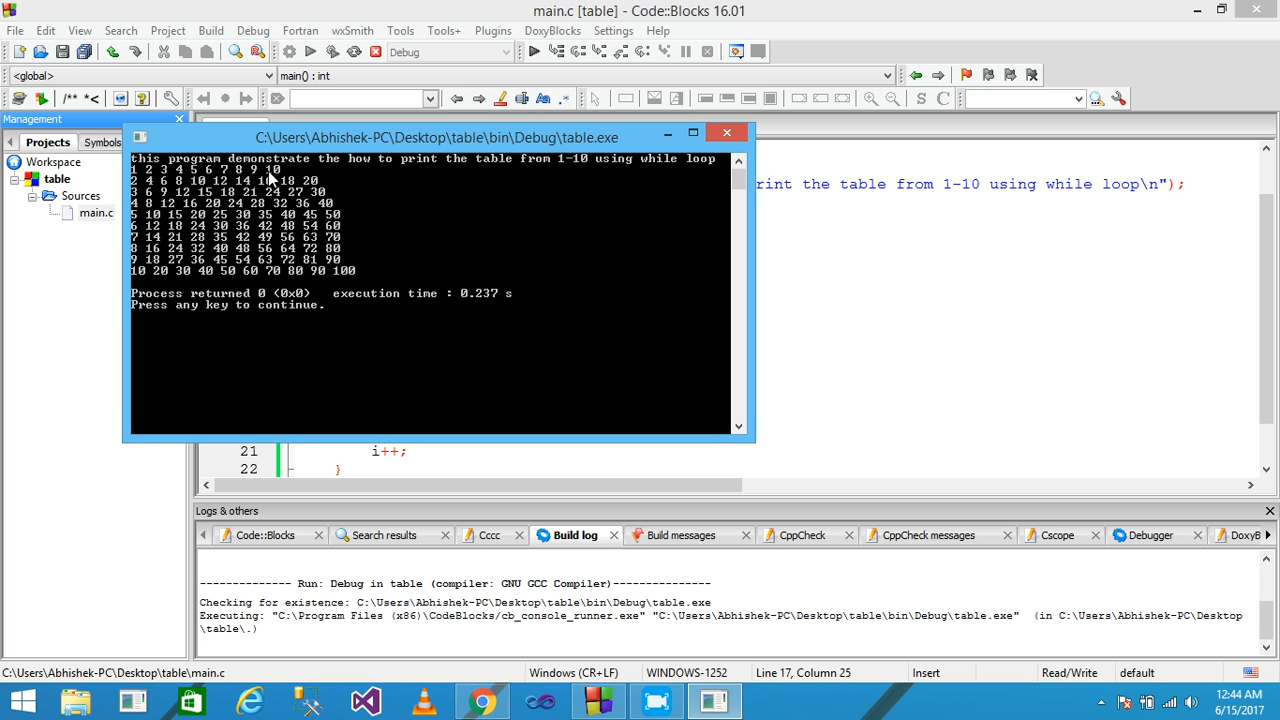 main.c [table] - Code::Blocks 16.01
File Edit View Search Project Build Debug Fortran wxSmith Tools Tools+ Plugins DoxyBlocks Settings Help
Debug
<global>
main() : int
/** *<
S C
Management
Projects Symbols
Workspace
table
Sources
main.c
C:\Users\Abhishek-PC\Desktop\table\bin\Debug\table.exe
this program demonstrate the how to print the table from 1-10 using while loop
1 2 3 4 5 6 7 8 9 10
2 4 6 8 10 12 14 16 18 20
3 6 9 12 15 18 21 24 27 30
4 8 12 16 20 24 28 32 36 40
5 10 15 20 25 30 35 40 45 50
6 12 18 24 30 36 42 48 54 60
7 14 21 28 35 42 49 56 63 70
8 16 24 32 40 48 56 64 72 80
9 18 27 36 45 54 63 72 81 90
10 20 30 40 50 60 70 80 90 100
Process returned 0 (0x0) execution time : 0.237 s
Press any key to continue.
rint the table from 1-10 using while loop\n");
21 i++;
22 }
Logs & others
Code::Blocks Search results Cccc Build log Build messages CppCheck CppCheck messages Cscope Debugger DoxyB
-------------- Run: Debug in table (compiler: GNU GCC Compiler)---------------
Checking for existence: C:\Users\Abhishek-PC\Desktop\table\bin\Debug\table.exe
Executing: "C:\Program Files (x86)\CodeBlocks/cb_console_runner.exe" "C:\Users\Abhishek-PC\Desktop\table\bin\Debug\table.exe" (in C:\Users\Abhishek-PC\Desktop
\table\.)
C:\Users\Abhishek-PC\Desktop\table\main.c
Windows (CR+LF) WINDOWS-1252 Line 17, Column 25 Insert Read/Write default
12:44 AM
6/15/2017